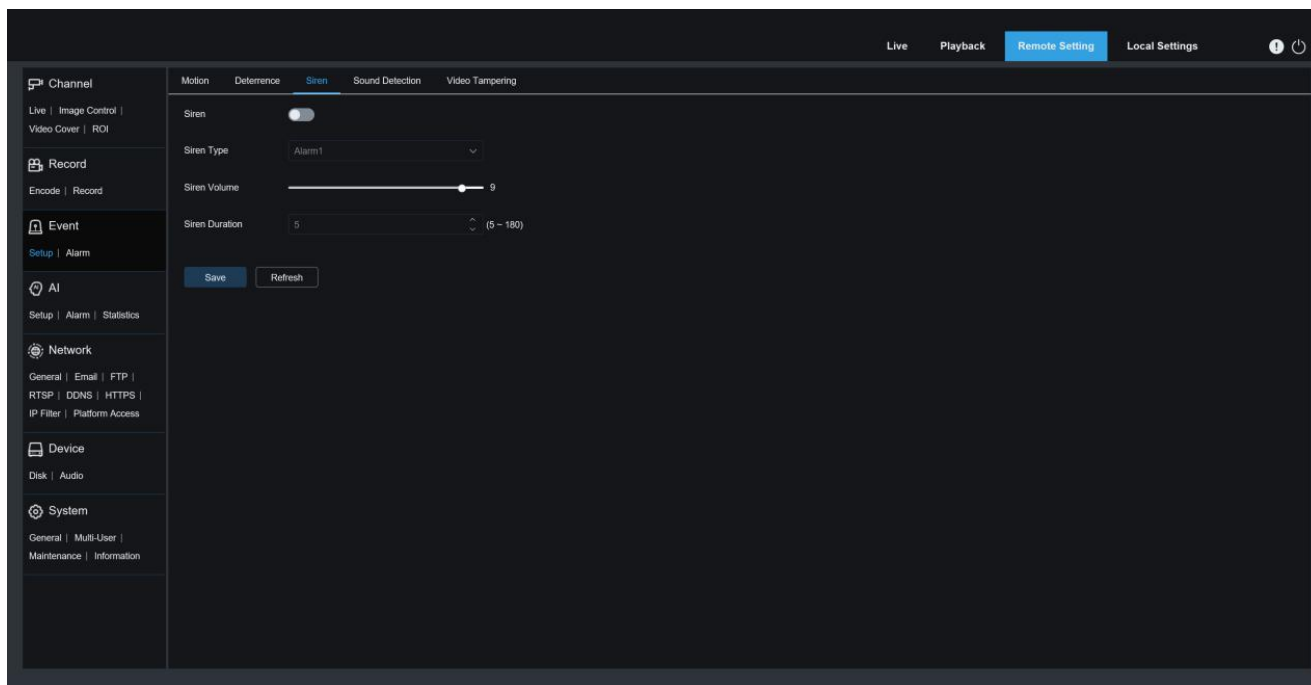 Live Playback Remote Setting Local Settings
Channel
Live | Image Control |
Video Cover | ROI
Record
Encode | Record
Event
Setup | Alarm
AI
Setup | Alarm | Statistics
Network
General | Email | FTP |
RTSP | DDNS | HTTPS |
IP Filter | Platform Access
Device
Disk | Audio
System
General | Multi-User |
Maintenance | Information
Motion Deterrence Siren Sound Detection Video Tampering
Siren
Siren Type Alarm1
Siren Volume 9
Siren Duration 5 (5 ~ 180)
Save Refresh